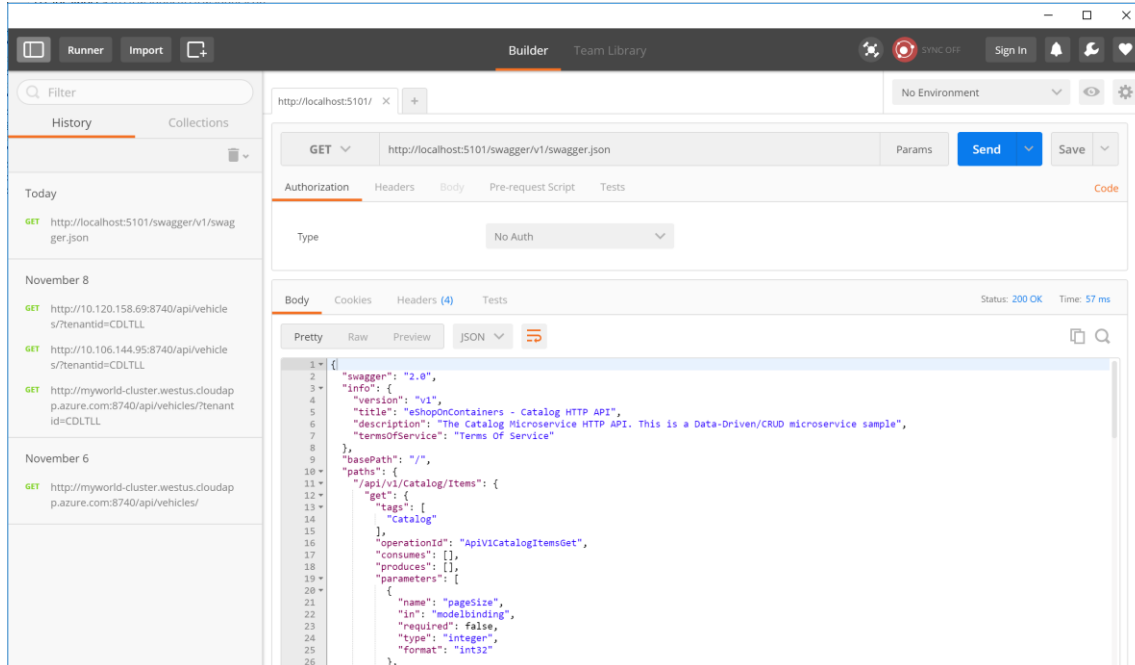 Runner
Import
Builder
Team Library
SYNC OFF
Sign In
Filter
History
Collections
Today
GET http://localhost:5101/swagger/v1/swag
ger.json
November 8
GET http://10.120.158.69:8740/api/vehicle
s/?tenantid=CDLTLL
GET http://10.106.144.95:8740/api/vehicle
s/?tenantid=CDLTLL
GET http://myworld-cluster.westus.cloudap
p.azure.com:8740/api/vehicles/?tenant
id=CDLTLL
November 6
GET http://myworld-cluster.westus.cloudap
p.azure.com:8740/api/vehicles/
http://localhost:5101/
No Environment
GET http://localhost:5101/swagger/v1/swagger.json
Params
Send
Save
Authorization
Headers
Body
Pre-request Script
Tests
Code
Type
No Auth
Body
Cookies
Headers (4)
Tests
Status: 200 OK
Time: 57 ms
Pretty
Raw
Preview
JSON
1 {
2 "swagger": "2.0",
3 "info": {
4 "version": "v1",
5 "title": "eShopOnContainers - Catalog HTTP API",
6 "description": "The Catalog Microservice HTTP API. This is a Data-Driven/CRUD microservice sample",
7 "termsOfService": "Terms Of Service"
8 },
9 "basePath": "/",
10 "paths": {
11 "/api/v1/Catalog/Items": {
12 "get": {
13 "tags": [
14 "Catalog"
15 ],
16 "operationId": "ApiV1CatalogItemsGet",
17 "consumes": [],
18 "produces": [],
19 "parameters": [
20 {
21 "name": "pageSize",
22 "in": "modelbinding",
23 "required": false,
24 "type": "integer",
25 "format": "int32"
26 },